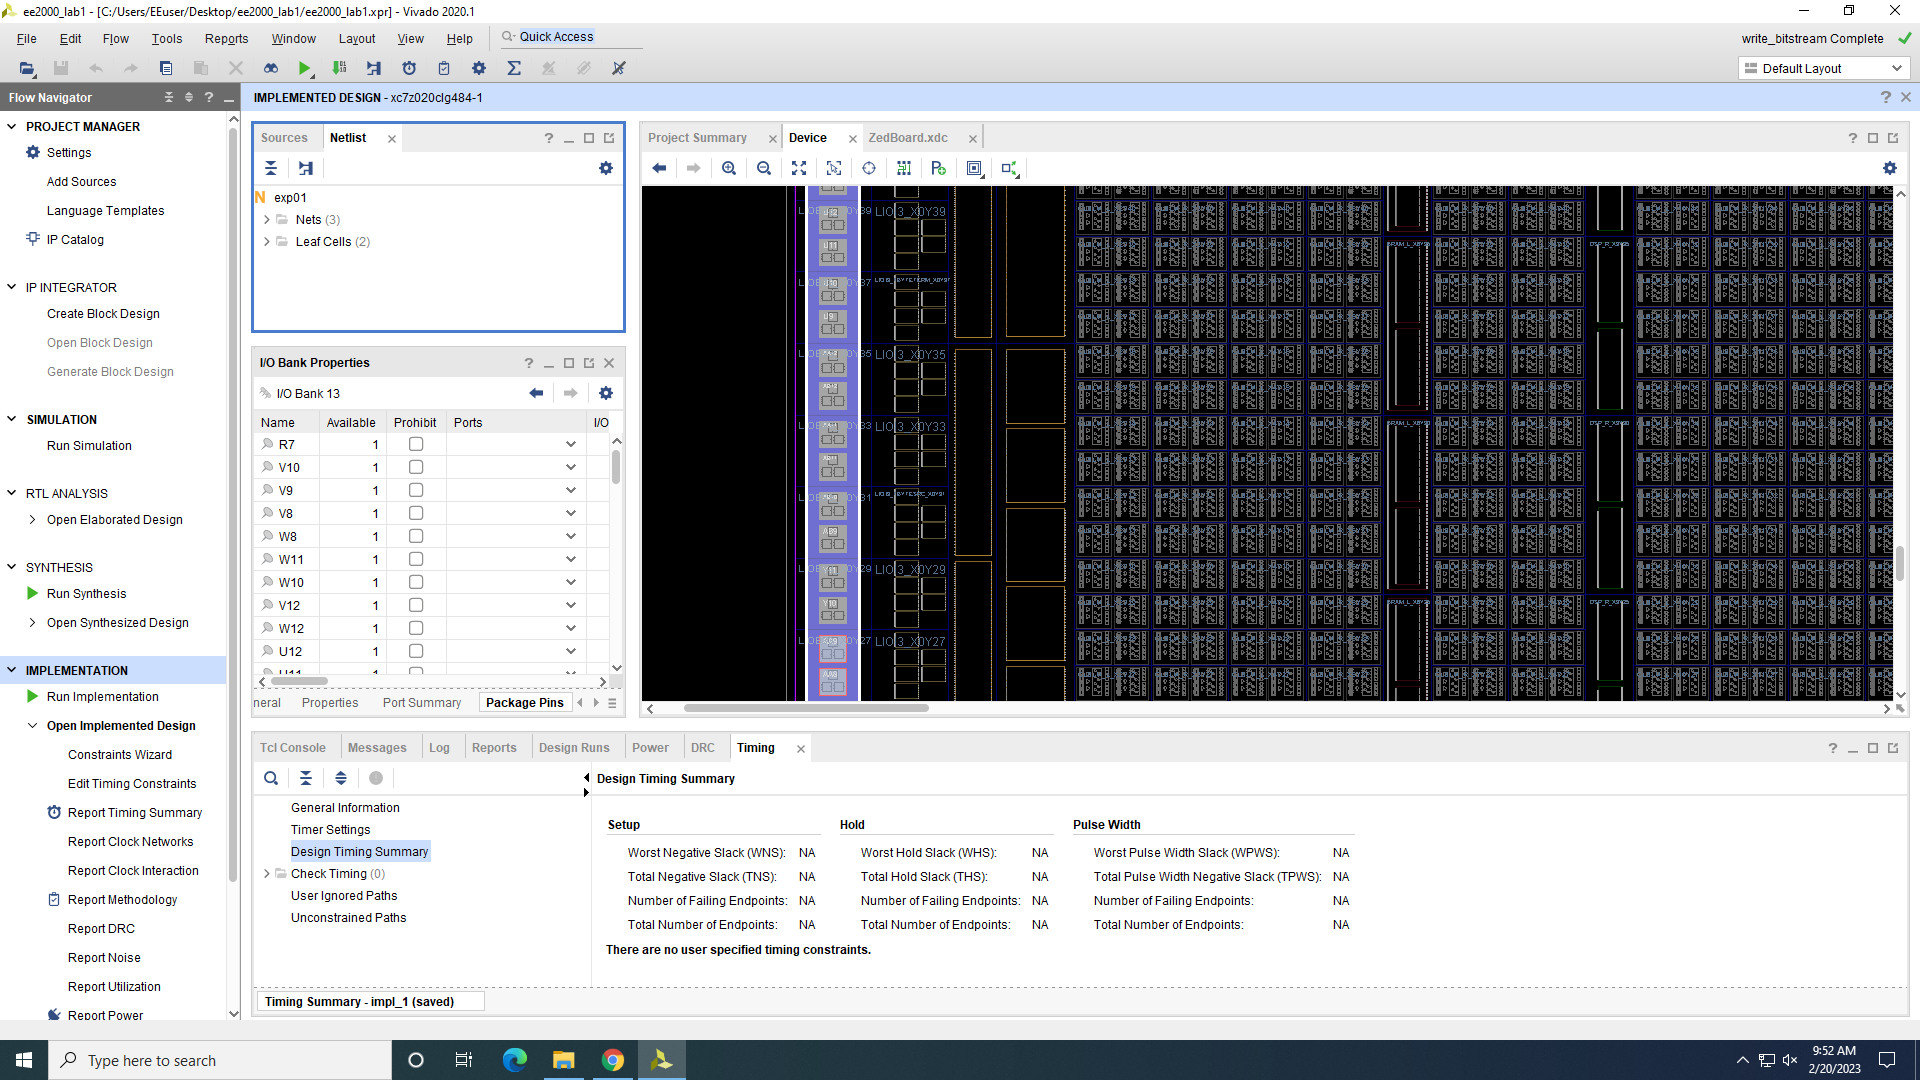 ee2000_lab1 - [C:/Users/EEuser/Desktop/ee2000_lab1/ee2000_lab1.xpr] - Vivado 2020.1
File Edit Flow Tools Reports Window Layout View Help Quick Access
write_bitstream Complete
Default Layout
Flow Navigator
PROJECT MANAGER
Settings
Add Sources
Language Templates
IP Catalog
IP INTEGRATOR
Create Block Design
Open Block Design
Generate Block Design
SIMULATION
Run Simulation
RTL ANALYSIS
Open Elaborated Design
SYNTHESIS
Run Synthesis
Open Synthesized Design
IMPLEMENTATION
Run Implementation
Open Implemented Design
Constraints Wizard
Edit Timing Constraints
Report Timing Summary
Report Clock Networks
Report Clock Interaction
Report Methodology
Report DRC
Report Noise
Report Utilization
Report Power
IMPLEMENTED DESIGN - xc7z020clg484-1
Sources Netlist
N exp01
Nets (3)
Leaf Cells (2)
I/O Bank Properties
I/O Bank 13
Name Available Prohibit Ports I/O
R7 1
V10 1
V9 1
V8 1
W8 1
W11 1
W10 1
V12 1
W12 1
U12 1
U11 1
neral Properties Port Summary Package Pins
Project Summary Device ZedBoard.xdc
U12 LIO 3_X0Y39
U11
U10
U9
LIO 3_X0Y35
LIO 3_X0Y33
LIO 3_X0Y29
Y10
LIO 3_X0Y27
Tcl Console Messages Log Reports Design Runs Power DRC Timing
General Information
Timer Settings
Design Timing Summary
Check Timing (0)
User Ignored Paths
Unconstrained Paths
Design Timing Summary
Setup Hold Pulse Width
Worst Negative Slack (WNS): NA Worst Hold Slack (WHS): NA Worst Pulse Width Slack (WPWS): NA
Total Negative Slack (TNS): NA Total Hold Slack (THS): NA Total Pulse Width Negative Slack (TPWS): NA
Number of Failing Endpoints: NA Number of Failing Endpoints: NA Number of Failing Endpoints: NA
Total Number of Endpoints: NA Total Number of Endpoints: NA Total Number of Endpoints: NA
There are no user specified timing constraints.
Timing Summary - impl_1 (saved)
Type here to search
9:52 AM
2/20/2023